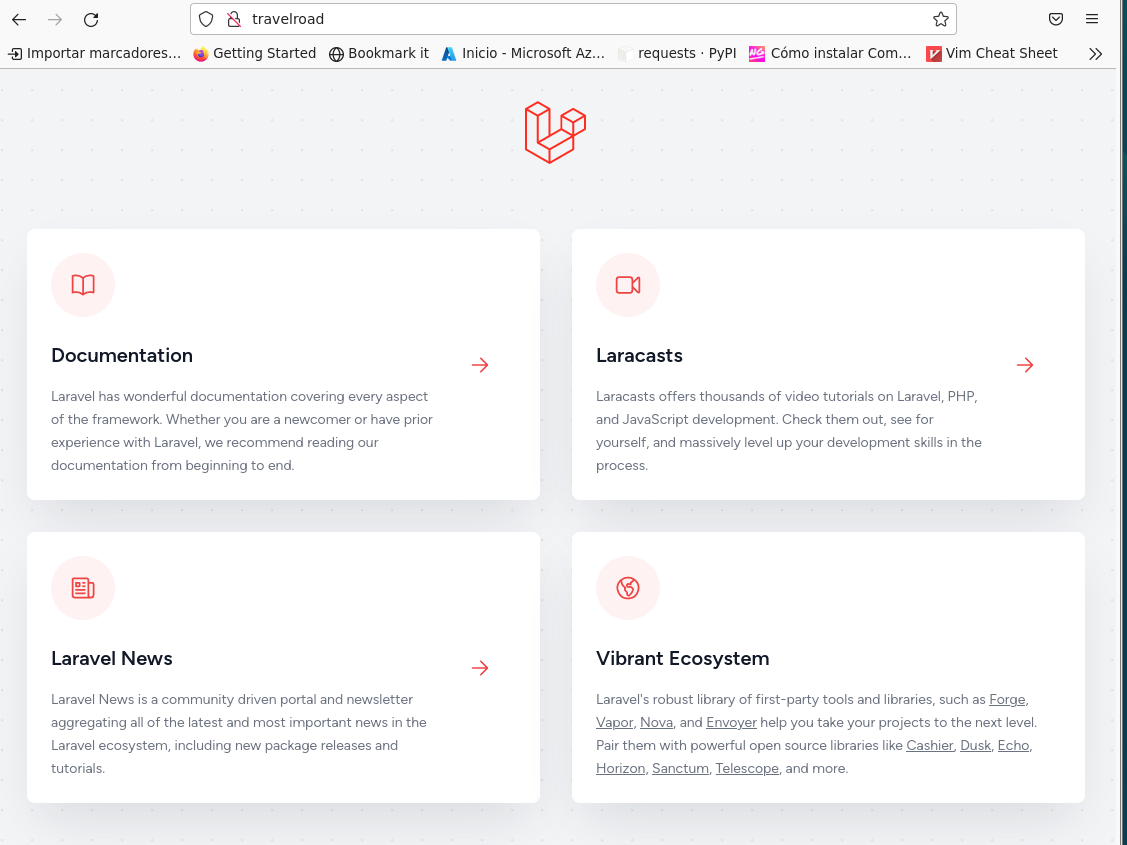 travelroad
Importar marcadores… Getting Started Bookmark it Inicio - Microsoft Az… requests · PyPI Cómo instalar Com… Vim Cheat Sheet
Documentation
Laravel has wonderful documentation covering every aspect
of the framework. Whether you are a newcomer or have prior
experience with Laravel, we recommend reading our
documentation from beginning to end.
Laracasts
Laracasts offers thousands of video tutorials on Laravel, PHP,
and JavaScript development. Check them out, see for
yourself, and massively level up your development skills in the
process.
Laravel News
Laravel News is a community driven portal and newsletter
aggregating all of the latest and most important news in the
Laravel ecosystem, including new package releases and
tutorials.
Vibrant Ecosystem
Laravel's robust library of first-party tools and libraries, such as Forge,
Vapor, Nova, and Envoyer help you take your projects to the next level.
Pair them with powerful open source libraries like Cashier, Dusk, Echo,
Horizon, Sanctum, Telescope, and more.